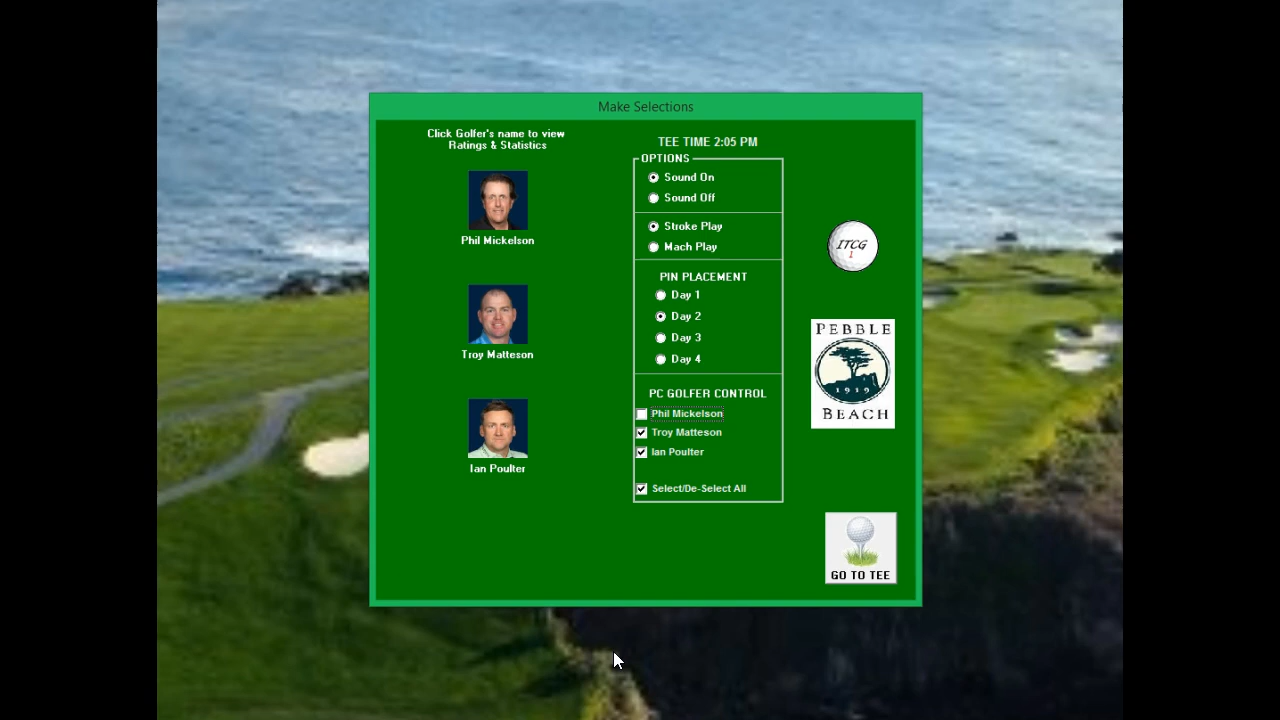 Make Selections
Click Golfer's name to view
Ratings & Statistics
Phil Mickelson
Troy Matteson
Ian Poulter
TEE TIME 2:05 PM
OPTIONS
Sound On
Sound Off
Stroke Play
Mach Play
PIN PLACEMENT
Day 1
Day 2
Day 3
Day 4
PC GOLFER CONTROL
Phil Mickelson
Troy Matteson
Ian Poulter
Select/De-Select All
ITCG
1
PEBBLE
1919
BEACH
GO TO TEE